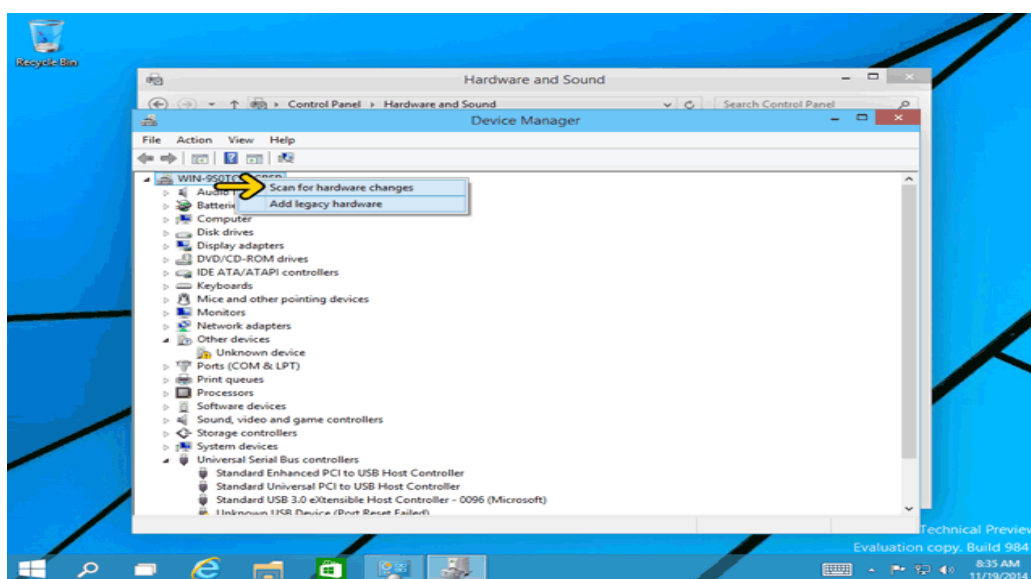 Recycle Bin
Hardware and Sound
Control Panel Hardware and Sound
Search Control Panel
Device Manager
File Action View Help
Scan for hardware changes
Add legacy hardware
Computer
Disk drives
Display adapters
DVD/CD-ROM drives
IDE ATA/ATAPI controllers
Keyboards
Mice and other pointing devices
Monitors
Network adapters
Other devices
Unknown device
Ports (COM & LPT)
Print queues
Processors
Software devices
Sound, video and game controllers
Storage controllers
System devices
Universal Serial Bus controllers
Standard Enhanced PCI to USB Host Controller
Standard Universal PCI to USB Host Controller
Standard USB 3.0 eXtensible Host Controller - 0096 (Microsoft)
Unknown USB Device (Port Reset Failed)
Technical Preview
Evaluation copy. Build 984
8:35 AM
11/19/2014